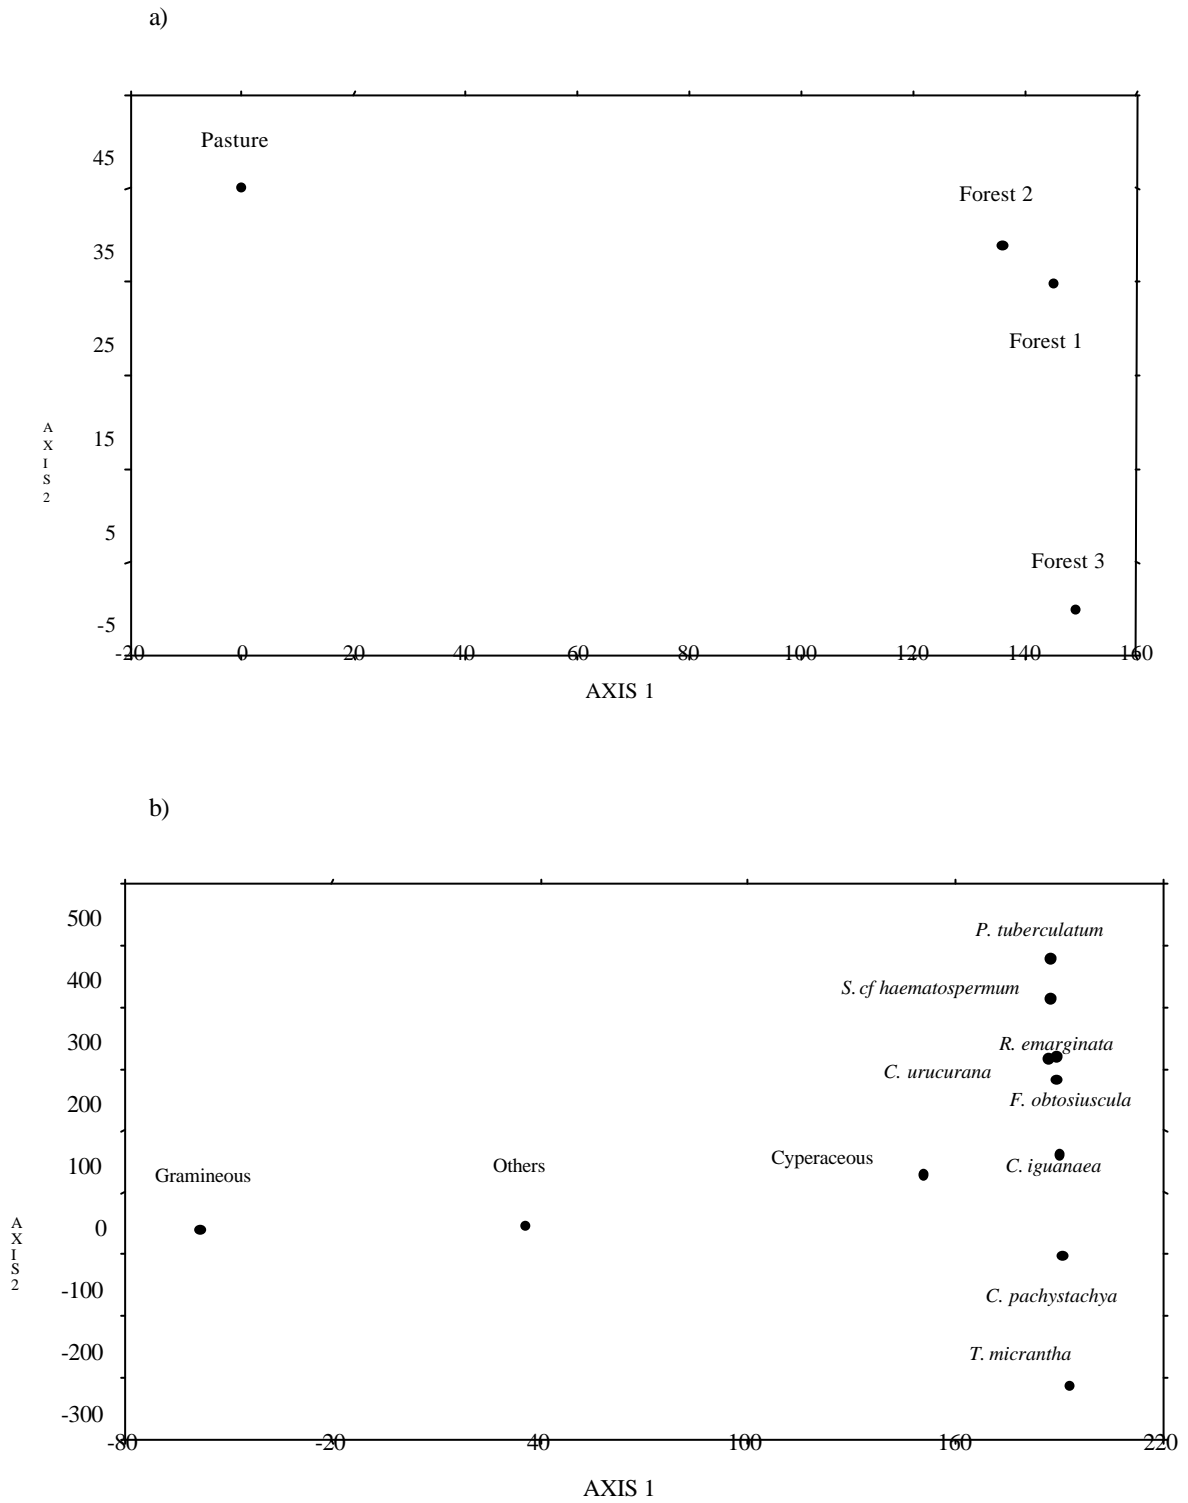 a)
Pasture
45
Forest 2
35
Forest 1
25
15
A
X
I
S
2
5
Forest 3
-5
-20 0 20 40 60 80 100 120 140 160
AXIS 1
b)
500
P. tuberculatum
400
S. cf haematospermum
300
R. emarginata
C. urucurana
200
F. obtosiuscula
100
Gramineous
Others
Cyperaceous
C. iguanaea
0
A
X
I
S
2
-100
C. pachystachya
-200
T. micrantha
-300
-80 -20 40 100 160 220
AXIS 1